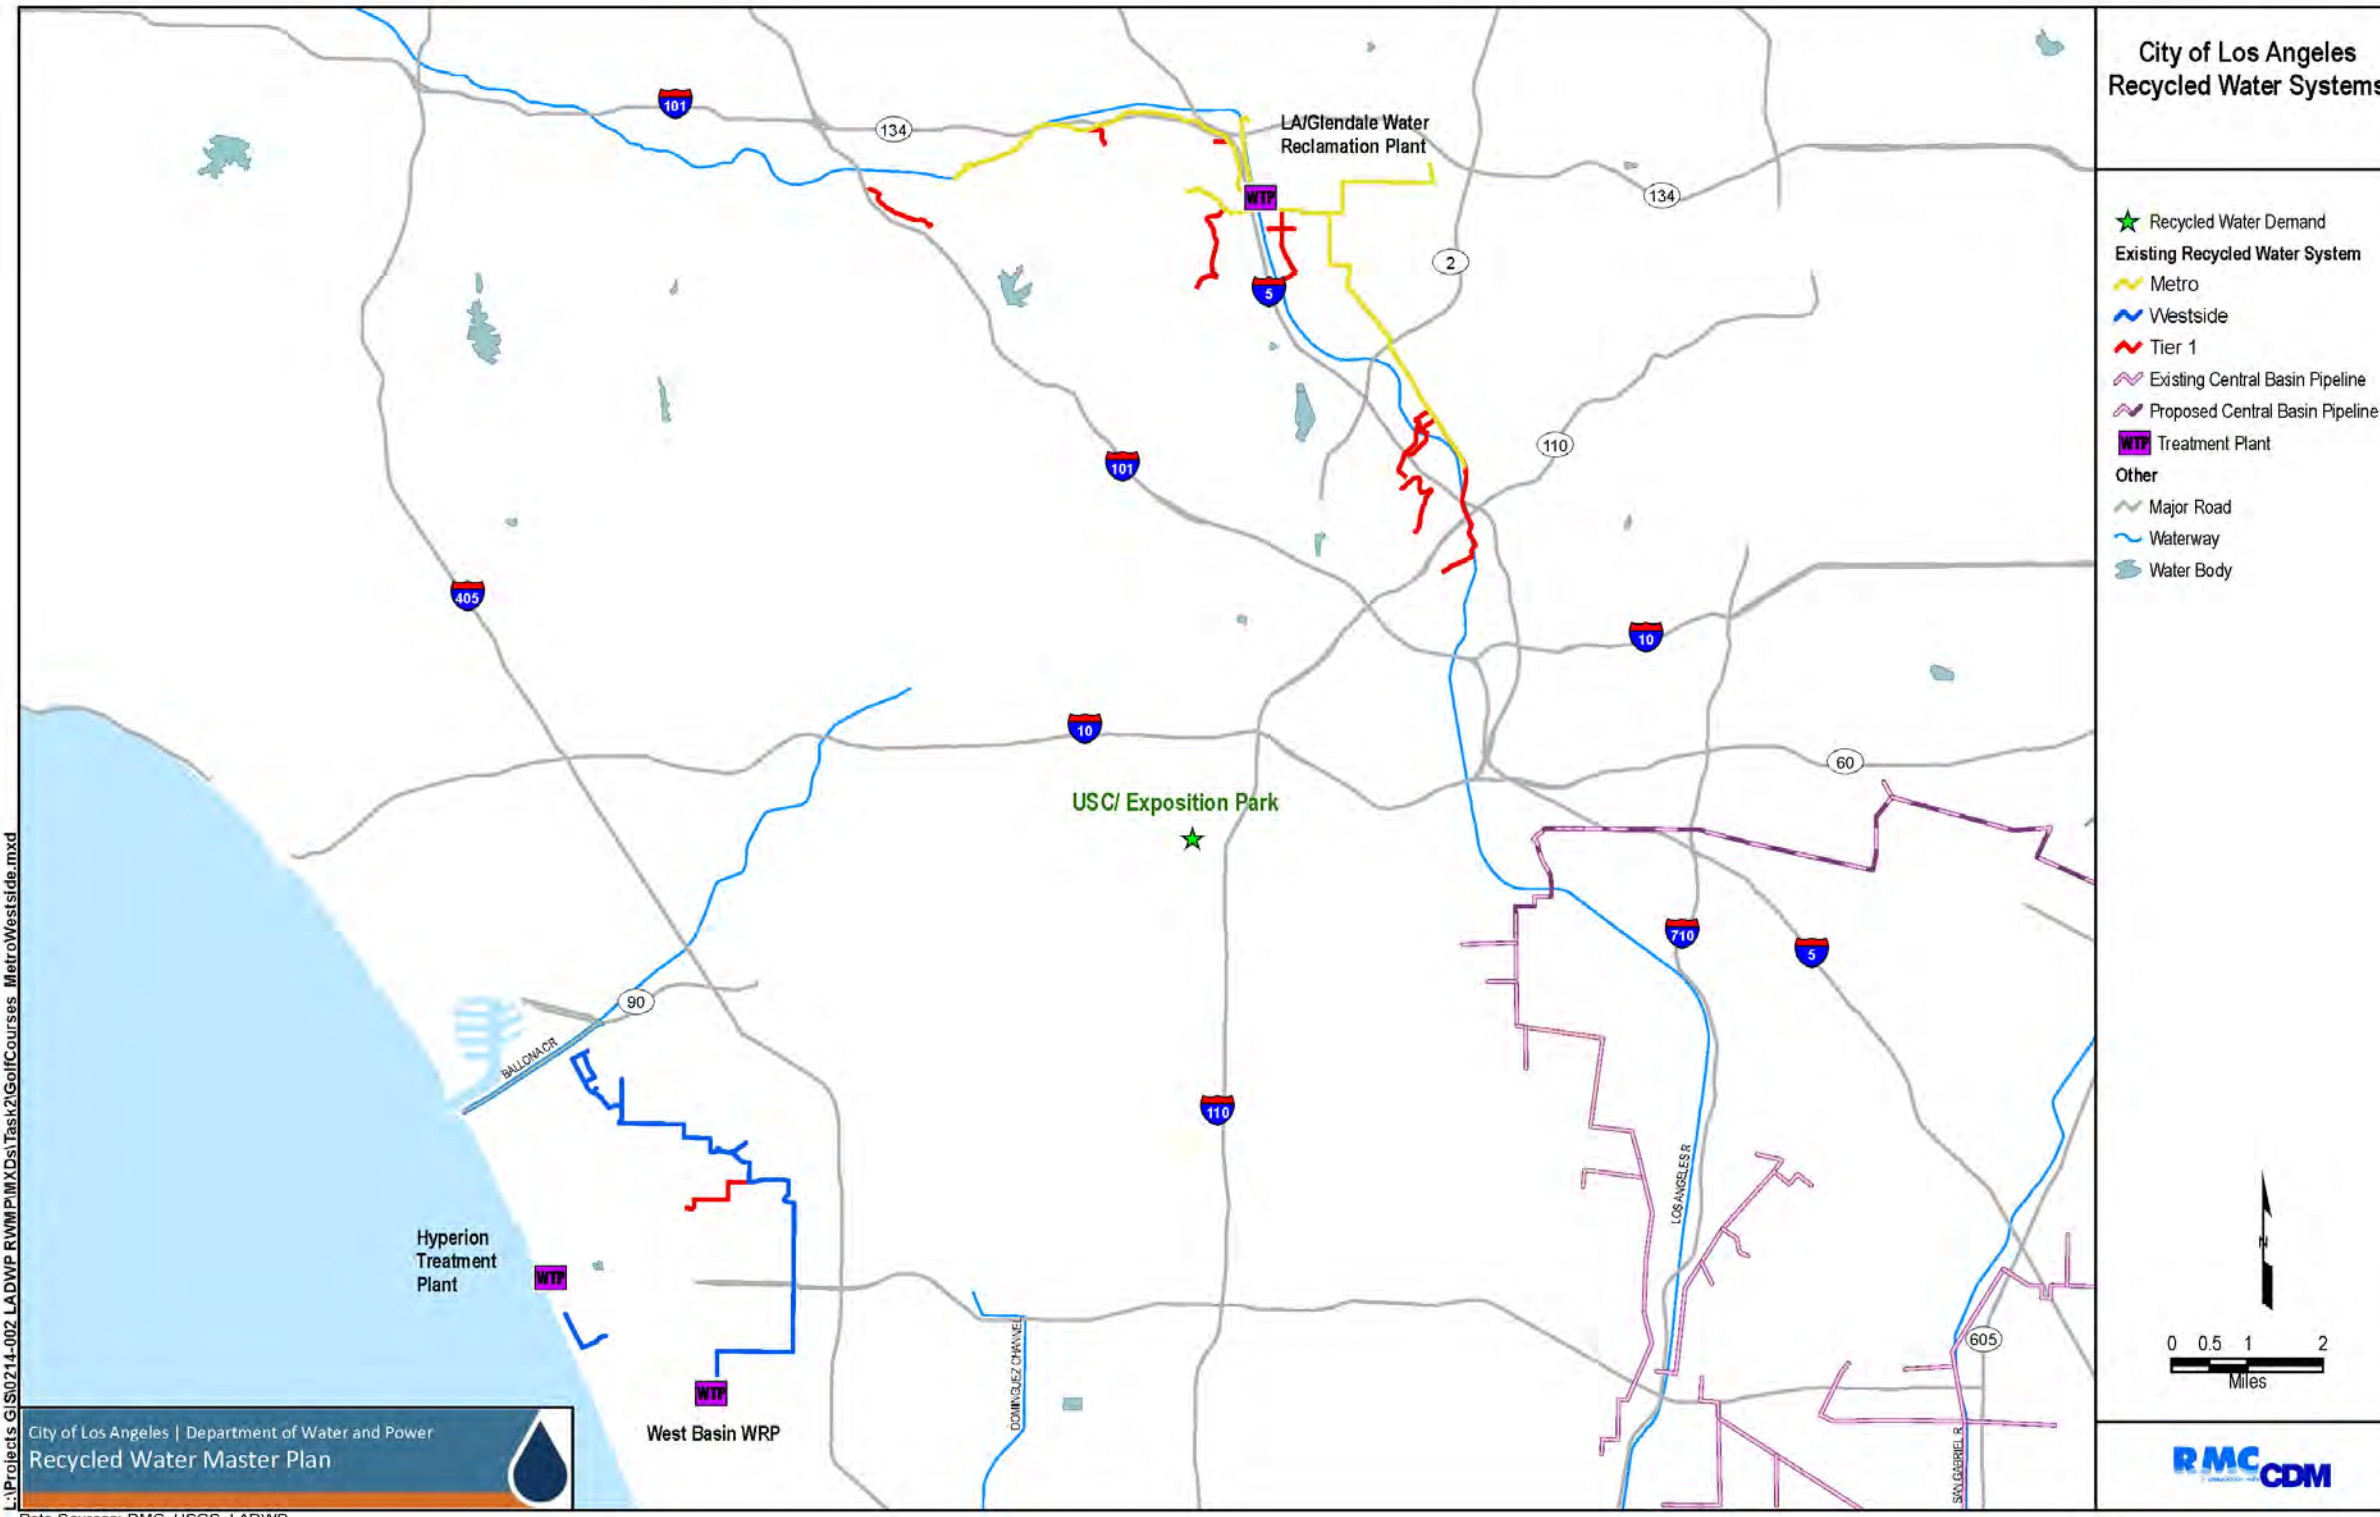 City of Los Angeles
Recycled Water Systems
Recycled Water Demand
Existing Recycled Water System
Metro
Westside
Tier 1
Existing Central Basin Pipeline
Proposed Central Basin Pipeline
WTP Treatment Plant
Other
Major Road
Waterway
Water Body
101
134
LA/Glendale Water
Reclamation Plant
WTP
134
2
5
110
101
405
10
10
60
USC/ Exposition Park
710
5
90
BALLONA CR
110
LOS ANGELES R
Hyperion
Treatment
Plant
WTP
DOMINGUEZ CHANNEL
605
WTP
West Basin WRP
SAN GABRIEL R
N
0 0.5 1 2
Miles
City of Los Angeles | Department of Water and Power
Recycled Water Master Plan
RMC
CDM
L:\Projects GIS\0214-002 LADWP RWMP\MXDs\Task2\GolfCourses_MetroWestside.mxd